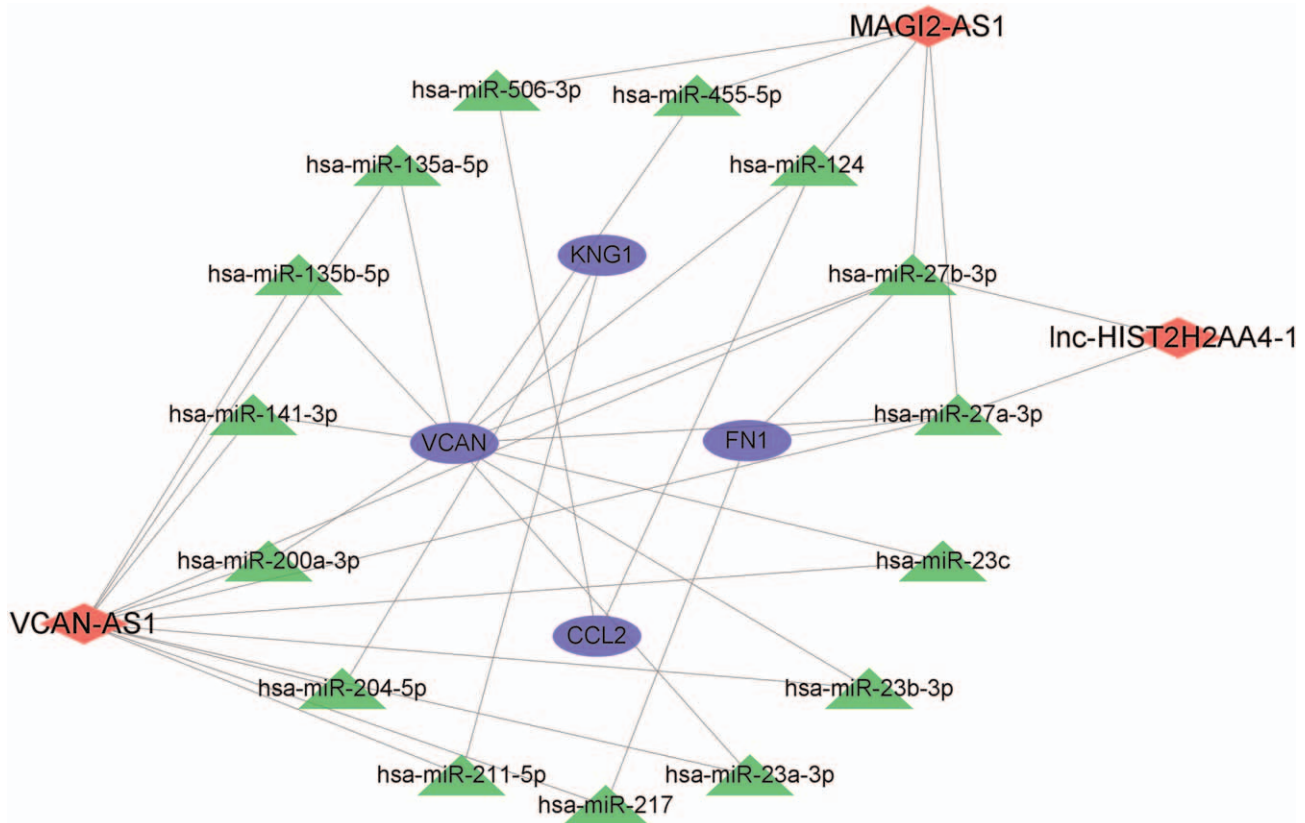 MAGI2-AS1
hsa-miR-506-3p
hsa-miR-455-5p
hsa-miR-135a-5p
hsa-miR-124
KNG1
hsa-miR-135b-5p
hsa-miR-27b-3p
lnc-HIST2H2AA4-1
hsa-miR-141-3p
hsa-miR-27a-3p
VCAN
FN1
hsa-miR-200a-3p
hsa-miR-23c
VCAN-AS1
CCL2
hsa-miR-204-5p
hsa-miR-23b-3p
hsa-miR-211-5p
hsa-miR-23a-3p
hsa-miR-217